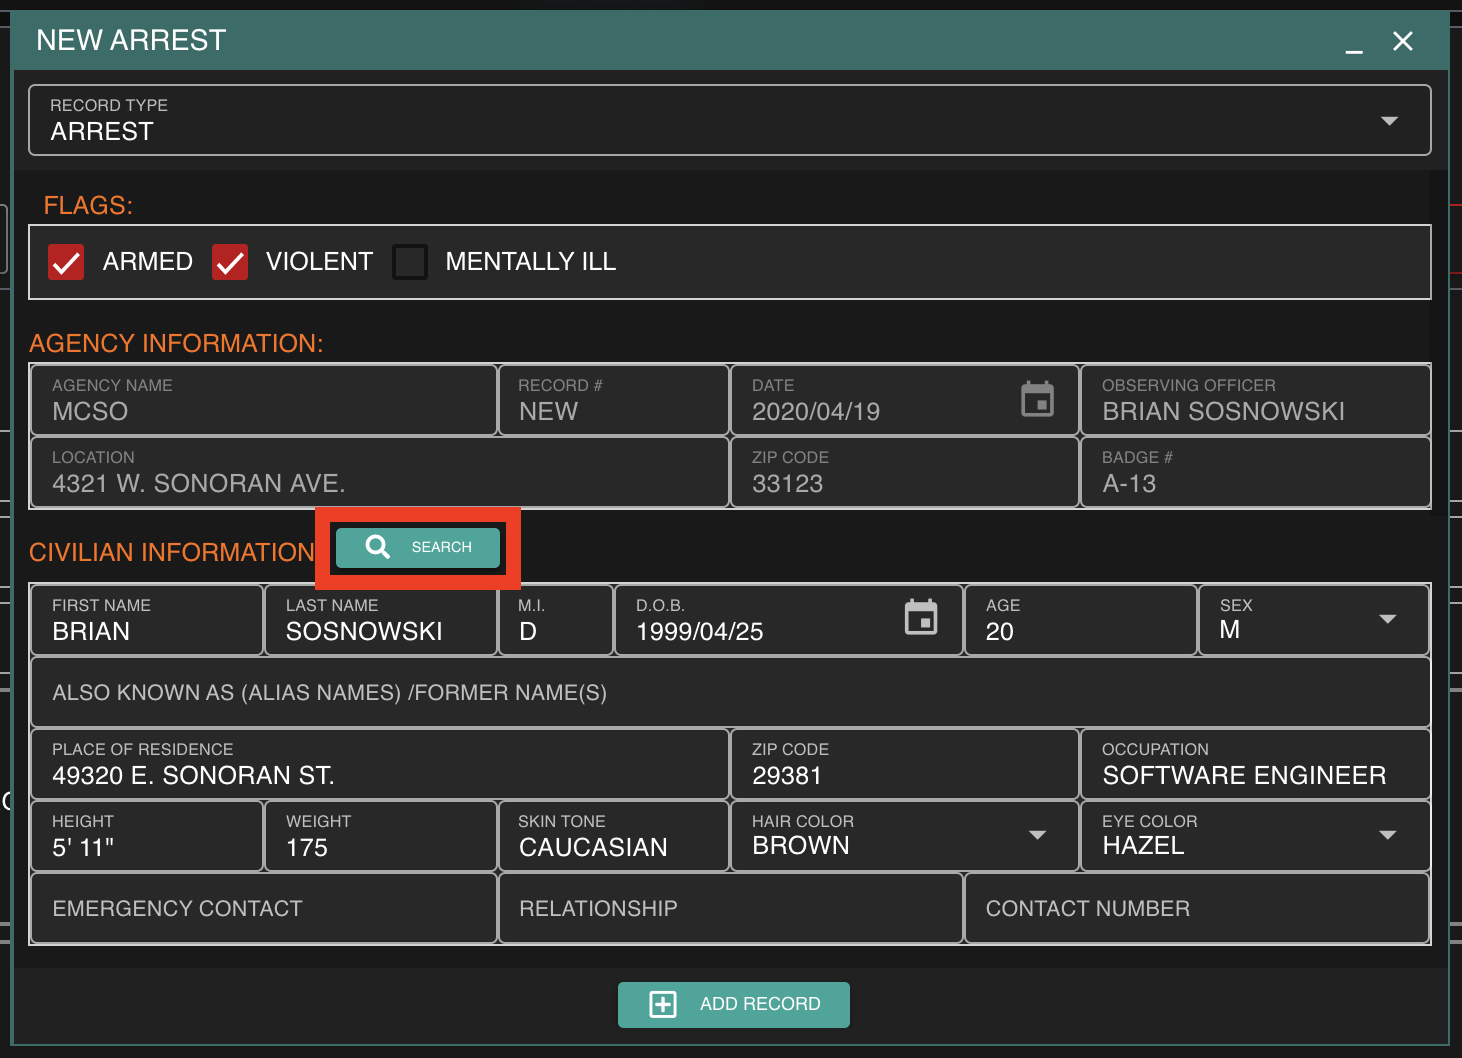 NEW ARREST
RECORD TYPE
ARREST
FLAGS:
ARMED VIOLENT MENTALLY ILL
AGENCY INFORMATION:
AGENCY NAME RECORD # DATE OBSERVING OFFICER
MCSO NEW 2020/04/19 BRIAN SOSNOWSKI
LOCATION ZIP CODE BADGE #
4321 W. SONORAN AVE. 33123 A-13
CIVILIAN INFORMATION SEARCH
FIRST NAME LAST NAME M.I. D.O.B. AGE SEX
BRIAN SOSNOWSKI D 1999/04/25 20 M
ALSO KNOWN AS (ALIAS NAMES) /FORMER NAME(S)
PLACE OF RESIDENCE ZIP CODE OCCUPATION
49320 E. SONORAN ST. 29381 SOFTWARE ENGINEER
HEIGHT WEIGHT SKIN TONE HAIR COLOR EYE COLOR
5' 11" 175 CAUCASIAN BROWN HAZEL
EMERGENCY CONTACT RELATIONSHIP CONTACT NUMBER
ADD RECORD